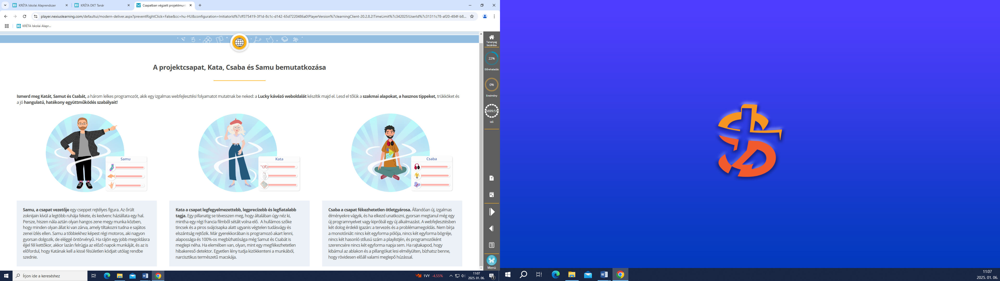 KRÉTA Iskolai Alaprendszer
KRÉTA DKT Tanár
Csapatban végzett projektmun
player.nexiuslearning.com/defaultui/modern-deliver.aspx?preventRightClick=False&cc=hu-HU&configuration=InitiatorId%7cff375419-3f1d-8c1c-d142-65d7220486a0!PlayerVersion%7clearningClient-20.2.8.2!TimeLimit%7c342025!UserId%7c31311c78-af20-484f-b8...
KRÉTA Iskolai Alapr...
Tananyag
bezárása
22%
Előrehaladás
0%
Eredmény
5699:51
Idő
Menü
A projektcsapat, Kata, Csaba és Samu bemutatkozása
Ismerd meg Katát, Samut és Csabát, a három lelkes programozót, akik egy izgalmas webfejlesztési folyamatot mutatnak be neked: a Lucky kávézó weboldalát készítik majd el. Lesd el tőlük a szakmai alapokat, a hasznos tippeket, trükköket és
a jó hangulatú, hatékony együttműködés szabályait!
Samu
Kata
Csaba
Samu, a csapat vezetője egy cseppet rejtélyes figura. Az őrült
zoknijain kívül a legtöbb ruhája fekete, és kedvenc háziállata egy hal.
Persze, hiszen nála aztán olyan hangos zene megy munka közben,
hogy minden olyan állat ki van zárva, amely tiltakozni tudna e sajátos
zenei ízlés ellen. Samu a többiekhez képest régi motoros, aki nagyon
gyorsan dolgozik, de eléggé öntörvényű. Ha rájön egy jobb megoldásra
éjjel fél kettőkor, akkor lazán felrúgja az előző napok munkáját, és az is
előfordul, hogy Katának kell a kissé fésületlen kódjait utólag rendbe
szednie.
Kata a csapat legfegyelmezettebb, legprecízebb és legfiatalabb
tagja. Egy pillanatig se tévesszen meg, hogy általában úgy néz ki,
mintha egy régi francia filmből sétált volna elő. A hullámos szőke
tincsek és a piros svájcisapka alatt ugyanis végtelen tudásvágy és
elszántság rejtőzik. Már gyerekkorában is programozó akart lenni,
alapossága és 100%-os megbízhatósága még Samut és Csabát is
meglepi néha. Ha elemében van, olyan, mint egy megfékezhetetlen
hibakereső detektor. Egyetlen lény tudja kizökkenteni a munkából,
narcisztikus természetű macskája.
Csaba a csapat fékezhetetlen ötletgyárosa. Állandóan új, izgalmas
élményekre vágyik, és ha elkezd unatkozni, gyorsan megtanul még egy
új programnyelvet vagy kipróbál egy új alkalmazást. A webfejlesztésben
két dolog érdekli igazán: a tervezés és a problémamegoldás. Nem bírja
a monotóniát: nincs két egyforma pólója, nincs két egyforma bögréje,
nincs két hasonló stílusú szám a playlistjén, és programozóként
szerencsére nincs két egyforma napja sem. Ha rajtakapod, hogy
kibámul az ablakon és a pillangókat lesi elmélyülten, bízhatsz benne,
hogy rövidesen előáll valami meglepő húzással.
Írjon ide a kereséshez
1VY -4.55%
11:07
2025. 01. 06.
1
11:07
2025. 01. 06.